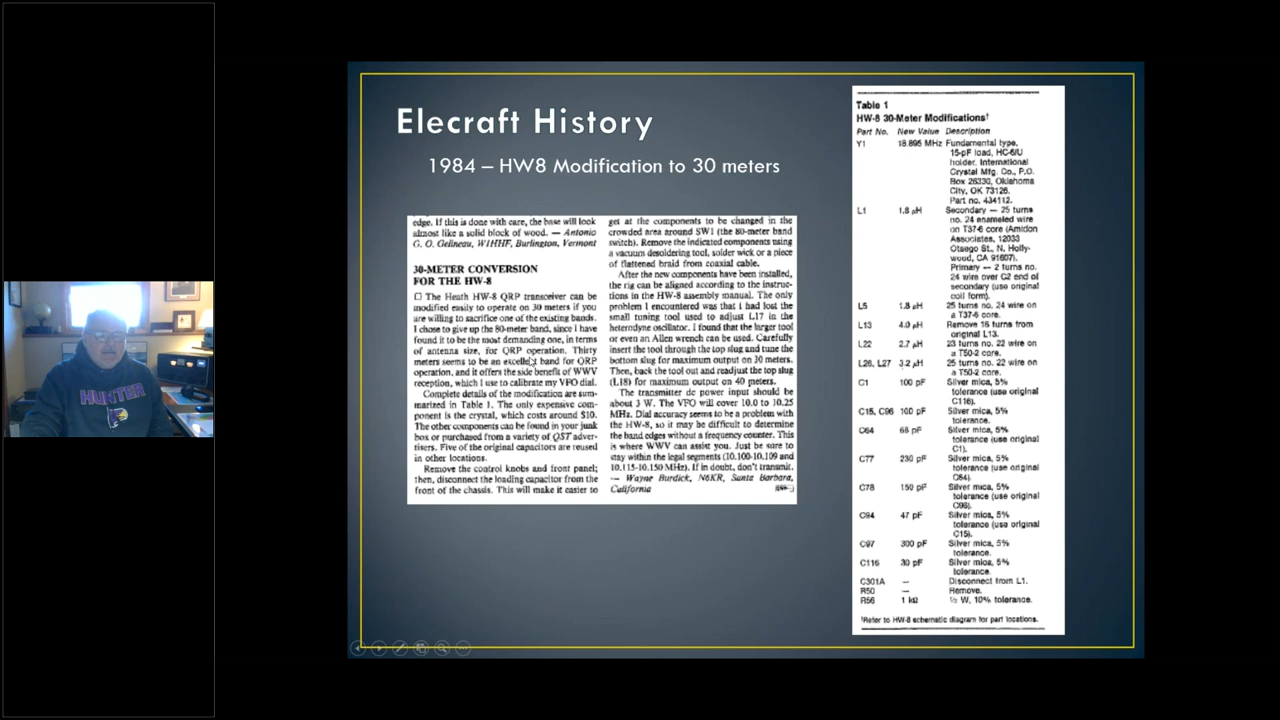 Elecraft History
1984 – HW8 Modification to 30 meters
edge. If this is done with care, the base will look
almost like a solid block of wood. — Antonio
G. O. Gelineau, W1HHF, Burlington, Vermont
30-METER CONVERSION
FOR THE HW-8
☐ The Heath HW-8 QRP transceiver can be
modified easily to operate on 30 meters if you
are willing to sacrifice one of the existing bands.
I chose to give up the 80-meter band, since I have
found it to be the most demanding one, in terms
of antenna size, for QRP operation. Thirty
meters seems to be an excellent band for QRP
operation, and it offers the side benefit of WWV
reception, which I use to calibrate my VFO dial.
Complete details of the modification are sum-
marized in Table 1. The only expensive com-
ponent is the crystal, which costs around $10.
The other components can be found in your junk
box or purchased from a variety of QST adver-
tisers. Five of the original capacitors are reused
in other locations.
Remove the control knobs and front panel;
then, disconnect the loading capacitor from the
front of the chassis. This will make it easier to
get at the components to be changed in the
crowded area around SW1 (the 80-meter band
switch). Remove the indicated components using
a vacuum desoldering tool, solder wick or a piece
of flattened braid from coaxial cable.
After the new components have been installed,
the rig can be aligned according to the instruc-
tions in the HW-8 assembly manual. The only
problem I encountered was that I had lost the
small tuning tool used to adjust L17 in the
heterodyne oscillator. I found that the larger tool
or even an Allen wrench can be used. Carefully
insert the tool through the top slug and tune the
bottom slug for maximum output on 30 meters.
Then, back the tool out and readjust the top slug
(L18) for maximum output on 40 meters.
The transmitter dc power input should be
about 3 W. The VFO will cover 10.0 to 10.25
MHz. Dial accuracy seems to be a problem with
the HW-8, so it may be difficult to determine
the band edges without a frequency counter. This
is where WWV can assist you. Just be sure to
stay within the legal segments (10.100-10.109 and
10.115-10.150 MHz). If in doubt, don't transmit.
— Wayne Burdick, N6KR, Santa Barbara,
California
Table 1
HW-8 30-Meter Modifications†
Part No. New Value Description
Y1 18.895 MHz Fundamental type,
15-pF load, HC-6/U
holder. International
Crystal Mfg. Co., P.O.
Box 26330, Oklahoma
City, OK 73126.
Part no. 434112.
L1 1.8 μH Secondary — 25 turns
no. 24 enameled wire
on T37-6 core (Amidon
Associates, 12033
Otsego St., N. Holly-
wood, CA 91607).
Primary — 2 turns no.
24 wire over C2 end of
secondary (use original
coil form).
L5 1.8 μH 25 turns no. 24 wire on
a T37-6 core.
L13 4.0 μH Remove 16 turns from
original L13.
L22 2.7 μH 23 turns no. 22 wire on
a T50-2 core.
L26, L27 3.2 μH 25 turns no. 22 wire on
a T50-2 core.
C1 100 pF Silver mica, 5%
tolerance (use original
C116).
C15, C96 100 pF Silver mica, 5%
tolerance.
C64 68 pF Silver mica, 5%
tolerance (use original
C1).
C77 230 pF Silver mica, 5%
tolerance (use original
C64).
C78 150 pF Silver mica, 5%
tolerance (use original
C96).
C94 47 pF Silver mica, 5%
tolerance (use original
C15).
C97 300 pF Silver mica, 5%
tolerance.
C116 30 pF Silver mica, 5%
tolerance.
C301A — Disconnect from L1.
R50 — Remove.
R56 1 kΩ ½ W, 10% tolerance.
†Refer to HW-8 schematic diagram for part locations.
HUNTER